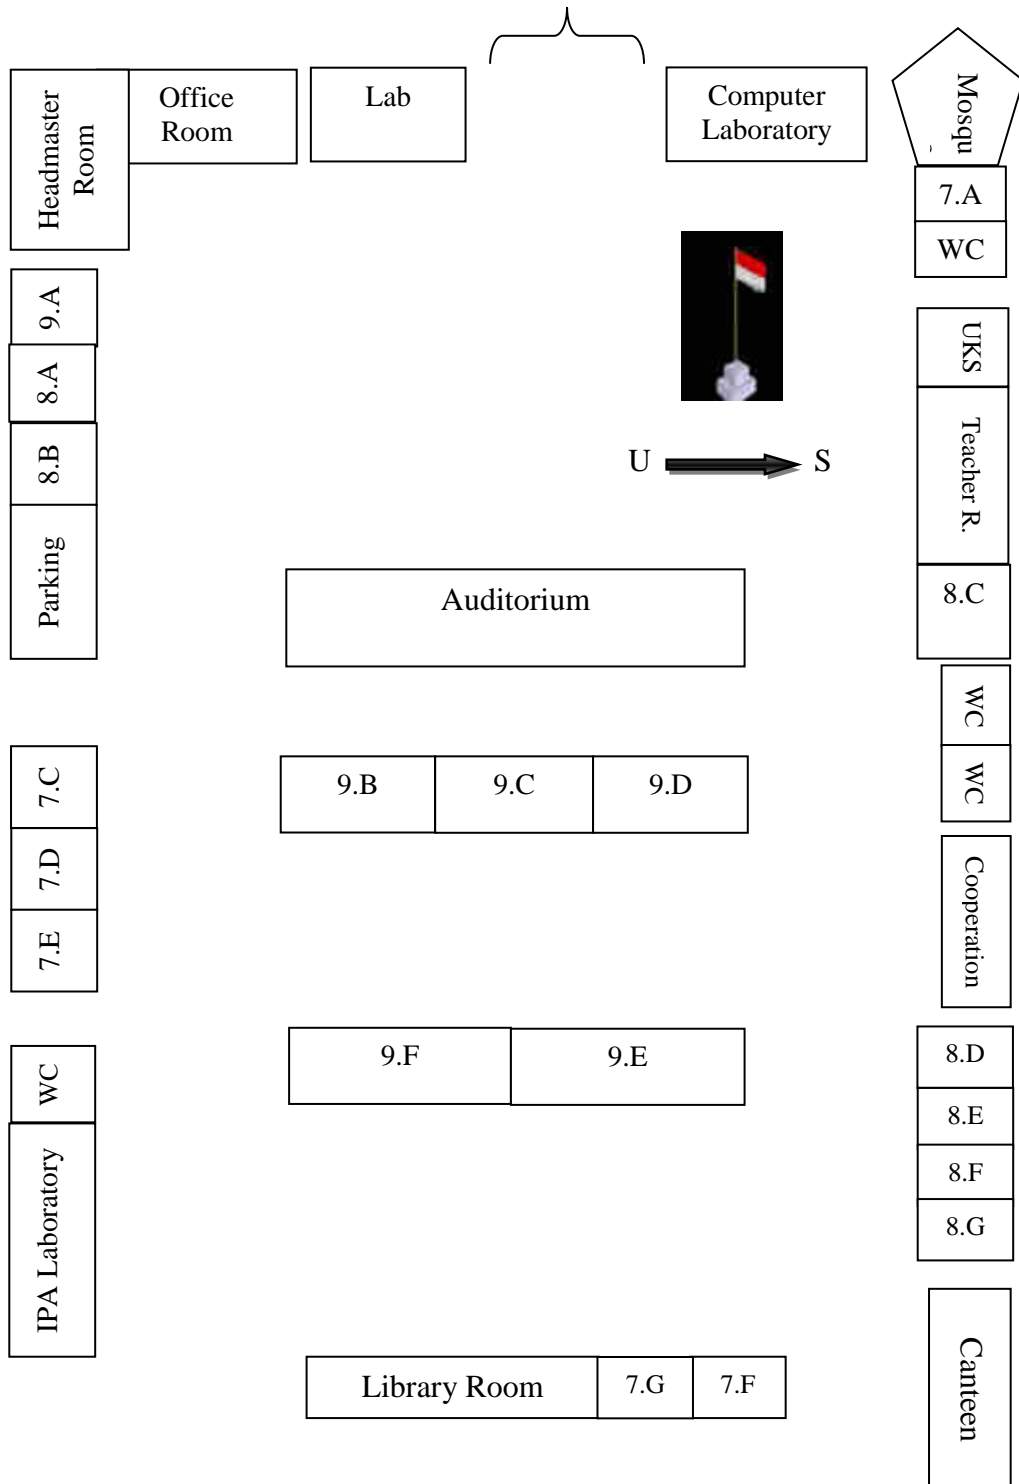 Headmaster
Room
Office
Room
Lab
Computer
Laboratory
Mosqu
7.A
WC
9.A
8.A
8.B
Parking
UKS
Teacher R.
8.C
U
S
Auditorium
WC
WC
7.C
7.D
7.E
9.B
9.C
9.D
Cooperation
9.F
9.E
WC
IPA Laboratory
8.D
8.E
8.F
8.G
Library Room
7.G
7.F
Canteen